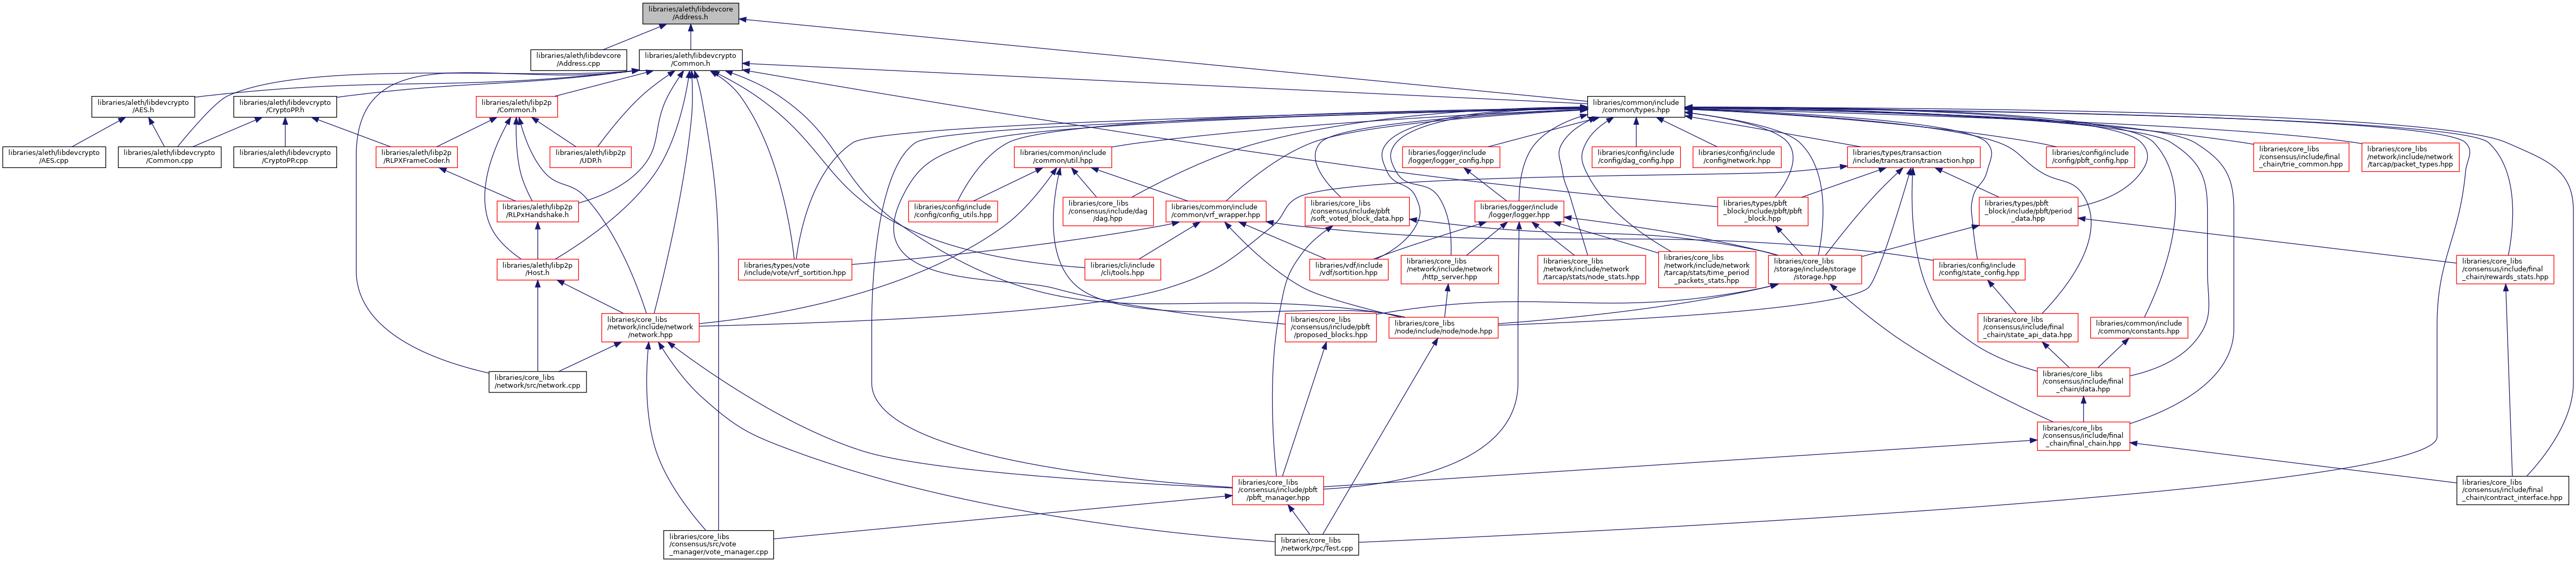 libraries/aleth/libdevcore
/Address.h
libraries/aleth/libdevcore
/Address.cpp
libraries/aleth/libdevcrypto
/Common.h
libraries/aleth/libdevcrypto
/AES.h
libraries/aleth/libdevcrypto
/CryptoPP.h
libraries/aleth/libp2p
/Common.h
libraries/common/include
/common/types.hpp
libraries/aleth/libdevcrypto
/AES.cpp
libraries/aleth/libdevcrypto
/Common.cpp
libraries/aleth/libdevcrypto
/CryptoPP.cpp
libraries/aleth/libp2p
/RLPXFrameCoder.h
libraries/aleth/libp2p
/UDP.h
libraries/common/include
/common/util.hpp
libraries/logger/include
/logger/logger_config.hpp
libraries/config/include
/config/dag_config.hpp
libraries/config/include
/config/network.hpp
libraries/types/transaction
/include/transaction/transaction.hpp
libraries/config/include
/config/pbft_config.hpp
libraries/core_libs
/consensus/include/final
_chain/trie_common.hpp
libraries/core_libs
/network/include/network
/tarcap/packet_types.hpp
libraries/aleth/libp2p
/RLPxHandshake.h
libraries/config/include
/config/config_utils.hpp
libraries/core_libs
/consensus/include/dag
/dag.hpp
libraries/common/include
/common/vrf_wrapper.hpp
libraries/core_libs
/consensus/include/pbft
/soft_voted_block_data.hpp
libraries/logger/include
/logger/logger.hpp
libraries/types/pbft
_block/include/pbft/pbft
_block.hpp
libraries/types/pbft
_block/include/pbft/period
_data.hpp
libraries/aleth/libp2p
/Host.h
libraries/types/vote
/include/vote/vrf_sortition.hpp
libraries/cli/include
/cli/tools.hpp
libraries/vdf/include
/vdf/sortition.hpp
libraries/core_libs
/network/include/network
/http_server.hpp
libraries/core_libs
/network/include/network
/tarcap/stats/node_stats.hpp
libraries/core_libs
/network/include/network
/tarcap/stats/time_period
_packets_stats.hpp
libraries/core_libs
/storage/include/storage
/storage.hpp
libraries/config/include
/config/state_config.hpp
libraries/core_libs
/consensus/include/final
_chain/rewards_stats.hpp
libraries/core_libs
/network/include/network
/network.hpp
libraries/core_libs
/consensus/include/pbft
/proposed_blocks.hpp
libraries/core_libs
/node/include/node/node.hpp
libraries/core_libs
/consensus/include/final
_chain/state_api_data.hpp
libraries/common/include
/common/constants.hpp
libraries/core_libs
/network/src/network.cpp
libraries/core_libs
/consensus/include/final
_chain/data.hpp
libraries/core_libs
/consensus/include/final
_chain/final_chain.hpp
libraries/core_libs
/consensus/include/pbft
/pbft_manager.hpp
libraries/core_libs
/consensus/include/final
_chain/contract_interface.hpp
libraries/core_libs
/consensus/src/vote
_manager/vote_manager.cpp
libraries/core_libs
/network/rpc/Test.cpp